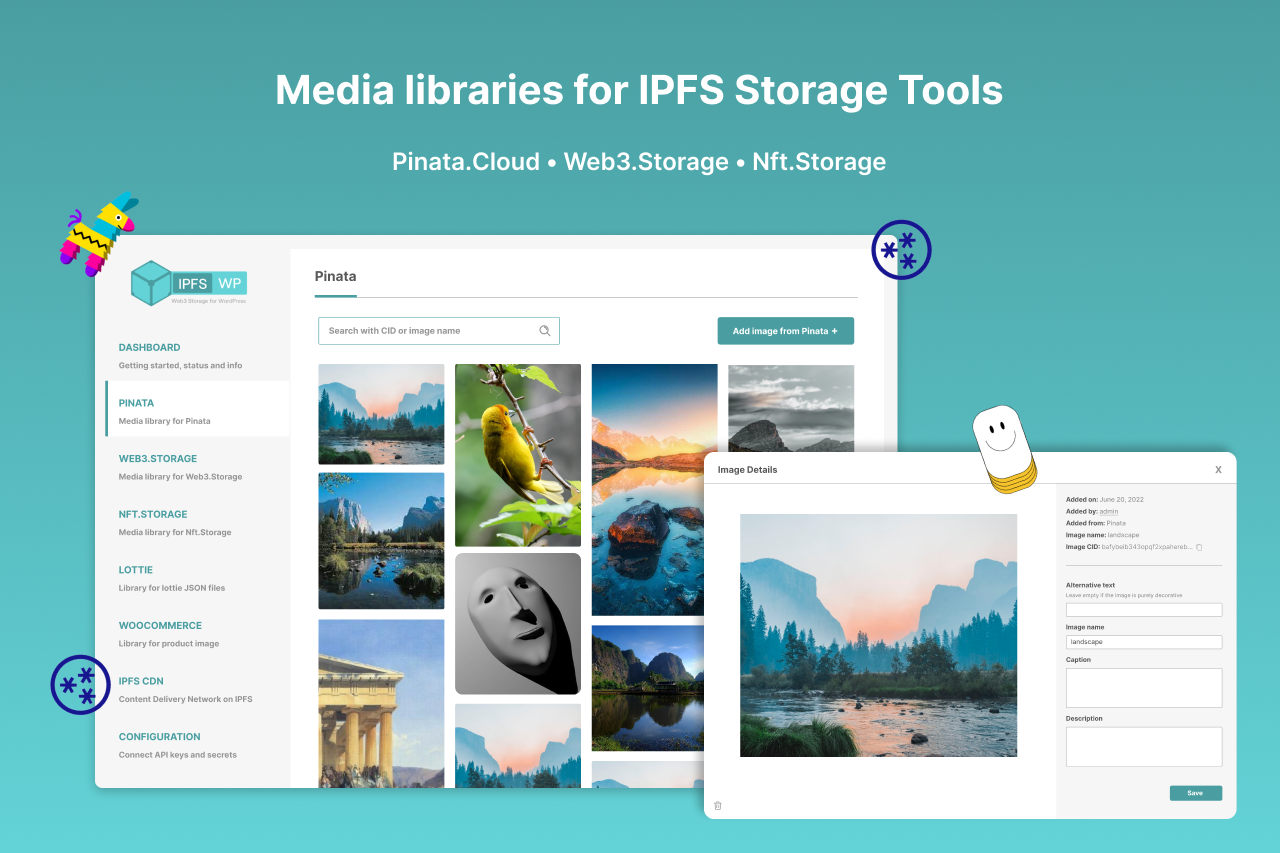 Media libraries for IPFS Storage Tools
Pinata.Cloud • Web3.Storage • Nft.Storage
IPFS WP
Web3 Storage for WordPress
DASHBOARD
Getting started, status and info
PINATA
Media library for Pinata
WEB3.STORAGE
Media library for Web3.Storage
NFT.STORAGE
Media library for Nft.Storage
LOTTIE
Library for lottie JSON files
WOOCOMMERCE
Library for product image
IPFS CDN
Content Delivery Network on IPFS
CONFIGURATION
Connect API keys and secrets
Pinata
Search with CID or image name
Add image from Pinata +
Image Details
X
Added on: June 20, 2022
Added by: admin
Added from: Pinata
Image name: landscape
Image CID:
Alternative text
Leave empty if the image is purely decorative
Image name
landscape
Caption
Description
Save